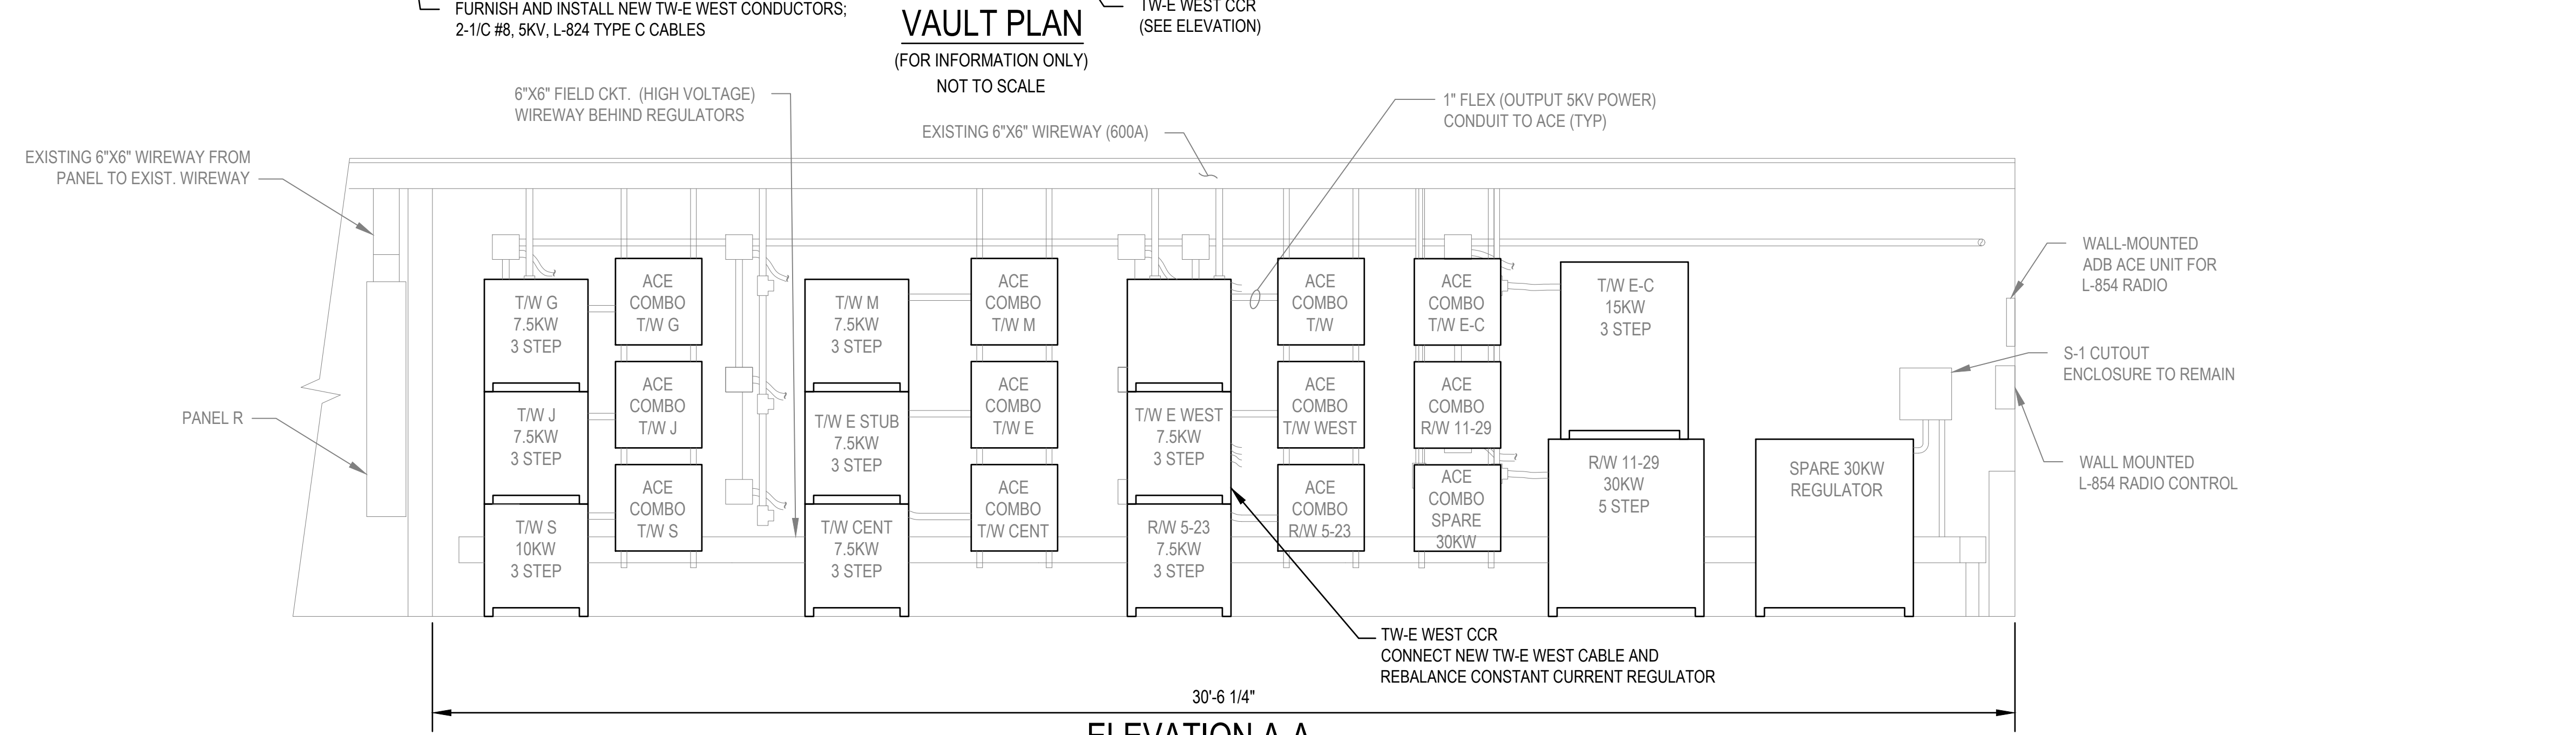 FURNISH AND INSTALL NEW TW-E WEST CONDUCTORS;
2-1/C #8, 5KV, L-824 TYPE C CABLES
VAULT PLAN
(FOR INFORMATION ONLY)
NOT TO SCALE
TW-E WEST CCR
(SEE ELEVATION)
6"X6" FIELD CKT. (HIGH VOLTAGE)
WIREWAY BEHIND REGULATORS
EXISTING 6"X6" WIREWAY (600A)
1" FLEX (OUTPUT 5KV POWER)
CONDUIT TO ACE (TYP)
EXISTING 6"X6" WIREWAY FROM
PANEL TO EXIST. WIREWAY
PANEL R
T/W G
7.5KW
3 STEP
T/W J
7.5KW
3 STEP
T/W S
10KW
3 STEP
ACE
COMBO
T/W G
ACE
COMBO
T/W J
ACE
COMBO
T/W S
T/W M
7.5KW
3 STEP
T/W E STUB
7.5KW
3 STEP
T/W CENT
7.5KW
3 STEP
ACE
COMBO
T/W M
ACE
COMBO
T/W E
ACE
COMBO
T/W CENT
T/W E WEST
7.5KW
3 STEP
R/W 5-23
7.5KW
3 STEP
ACE
COMBO
T/W
ACE
COMBO
T/W WEST
ACE
COMBO
R/W 5-23
ACE
COMBO
T/W E-C
ACE
COMBO
R/W 11-29
ACE
COMBO
SPARE
30KW
T/W E-C
15KW
3 STEP
R/W 11-29
30KW
5 STEP
SPARE 30KW
REGULATOR
WALL-MOUNTED
ADB ACE UNIT FOR
L-854 RADIO
S-1 CUTOUT
ENCLOSURE TO REMAIN
WALL MOUNTED
L-854 RADIO CONTROL
TW-E WEST CCR
CONNECT NEW TW-E WEST CABLE AND
REBALANCE CONSTANT CURRENT REGULATOR
30'-6 1/4"
ELEVATION A-A